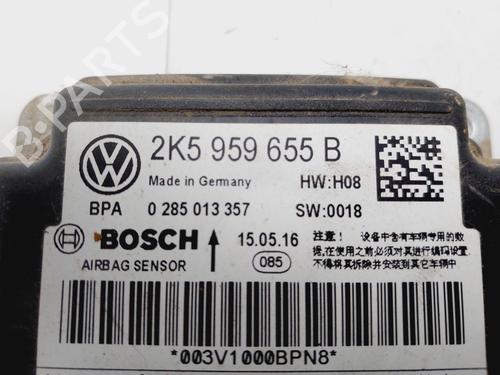 B-PARTS
2K5 959 655 B
Made in Germany
HW:H08
BPA
0 285 013 357
SW:0018
BOSCH
15.05.16
AIRBAG SENSOR
085
注意! 设备中含有车辆专用的数
据,在使用之前必须对其进行编码设置
不得将其拆除并安装到其它车辆中.
*003V1000BPN8*